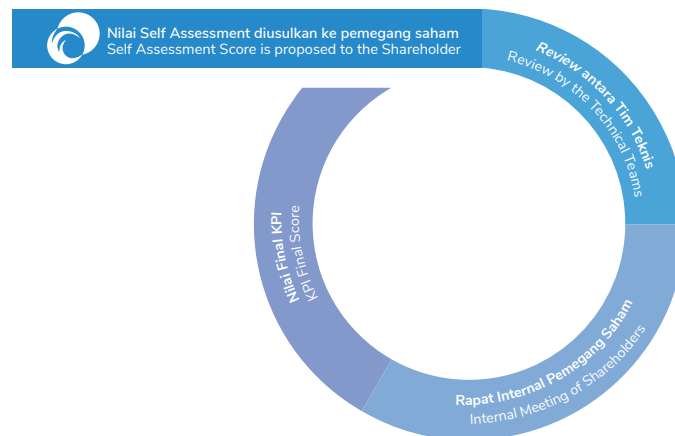 Nilai Self Assessment diusulkan ke pemegang saham
Self Assessment Score is proposed to the Shareholder
Review antara Tim Teknis
Review by the Technical Teams
Rapat Internal Pemegang Saham
Internal Meeting of Shareholders
Nilai Final KPI
KPI Final Score